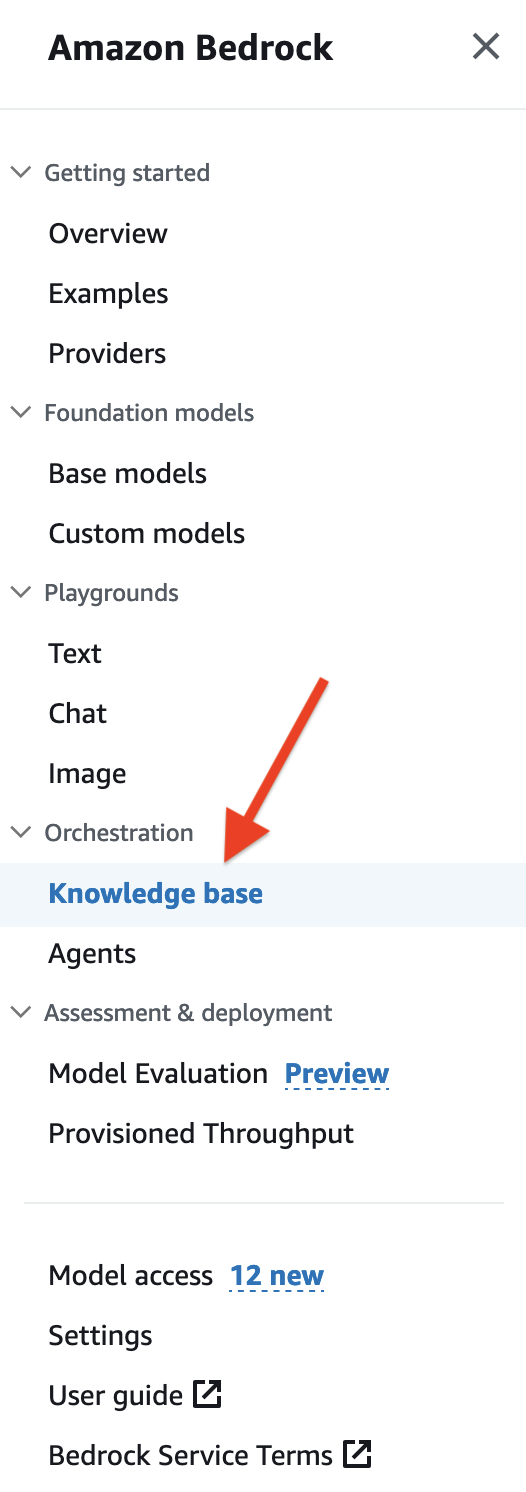 Amazon Bedrock
Getting started
Overview
Examples
Providers
Foundation models
Base models
Custom models
Playgrounds
Text
Chat
Image
Orchestration
Knowledge base
Agents
Assessment & deployment
Model Evaluation Preview
Provisioned Throughput
Model access 12 new
Settings
User guide
Bedrock Service Terms